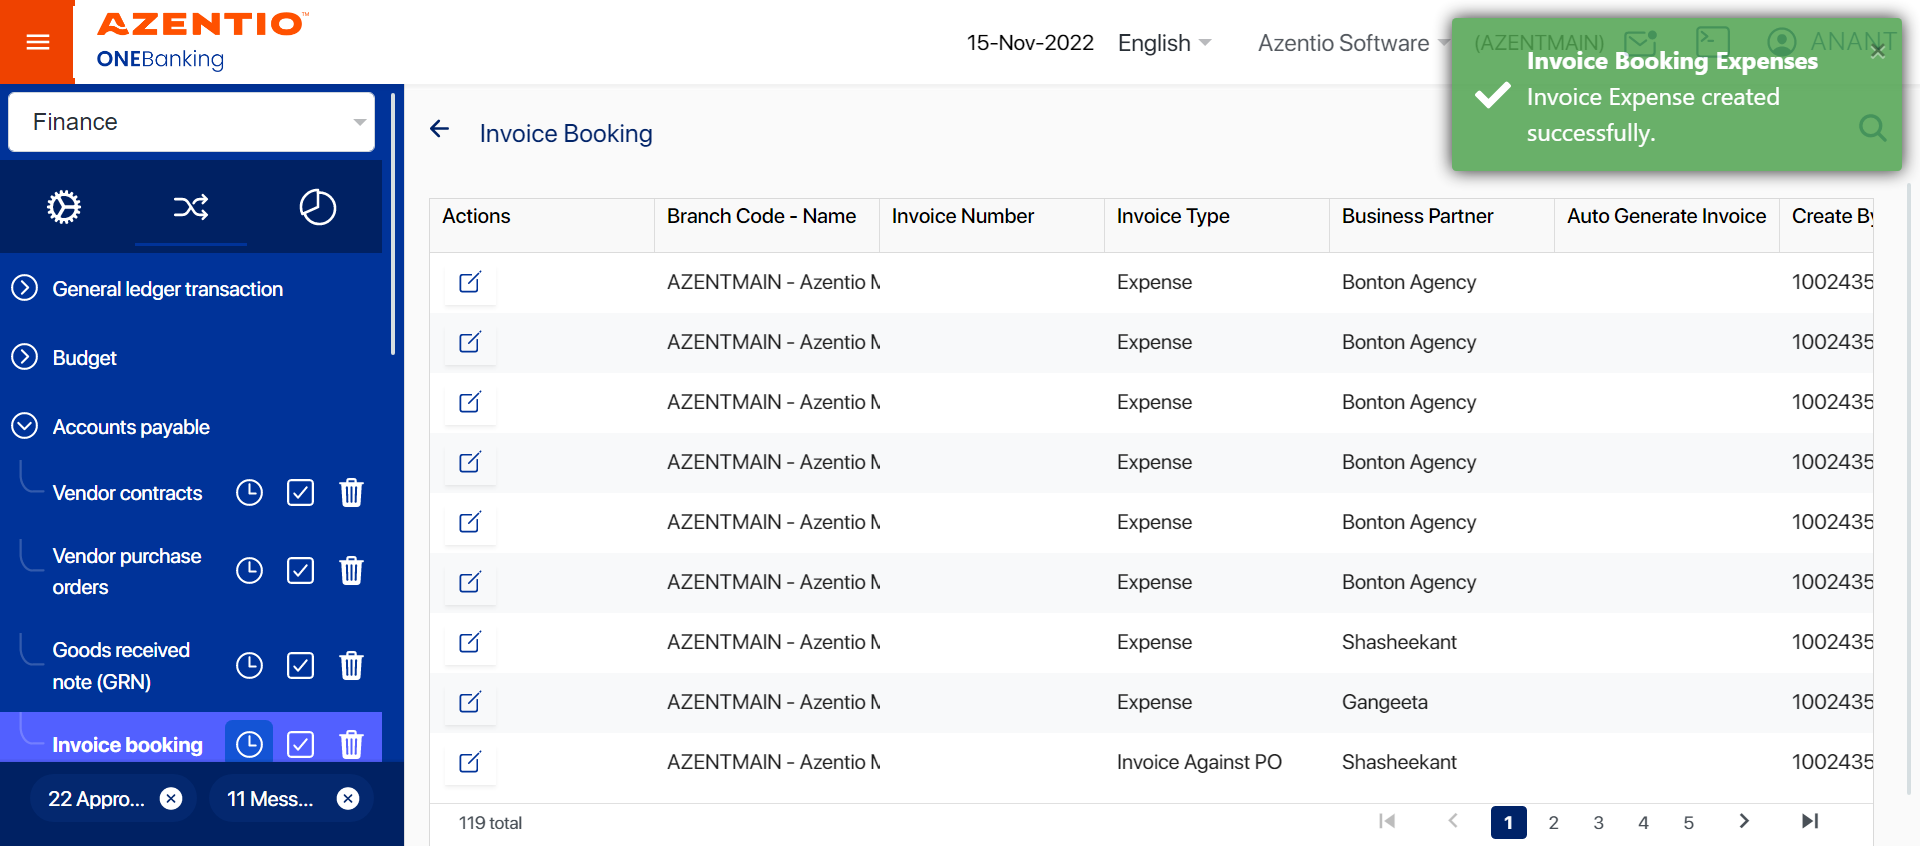 AZENTIO™
ONEBanking
15-Nov-2022
English
Azentio Software
(AZENTMAIN)
ANANT
Invoice Booking Expenses
Invoice Expense created
successfully.
×
Finance
General ledger transaction
Budget
Accounts payable
Vendor contracts
Vendor purchase
orders
Goods received
note (GRN)
Invoice booking
22 Appro...
11 Mess...
Invoice Booking
Actions Branch Code - Name Invoice Number Invoice Type Business Partner Auto Generate Invoice Create By
AZENTMAIN - Azentio M Expense Bonton Agency 1002435
AZENTMAIN - Azentio M Expense Bonton Agency 1002435
AZENTMAIN - Azentio M Expense Bonton Agency 1002435
AZENTMAIN - Azentio M Expense Bonton Agency 1002435
AZENTMAIN - Azentio M Expense Bonton Agency 1002435
AZENTMAIN - Azentio M Expense Bonton Agency 1002435
AZENTMAIN - Azentio M Expense Shasheekant 1002435
AZENTMAIN - Azentio M Expense Gangeeta 1002435
AZENTMAIN - Azentio M Invoice Against PO Shasheekant 1002435
119 total
1 2 3 4 5